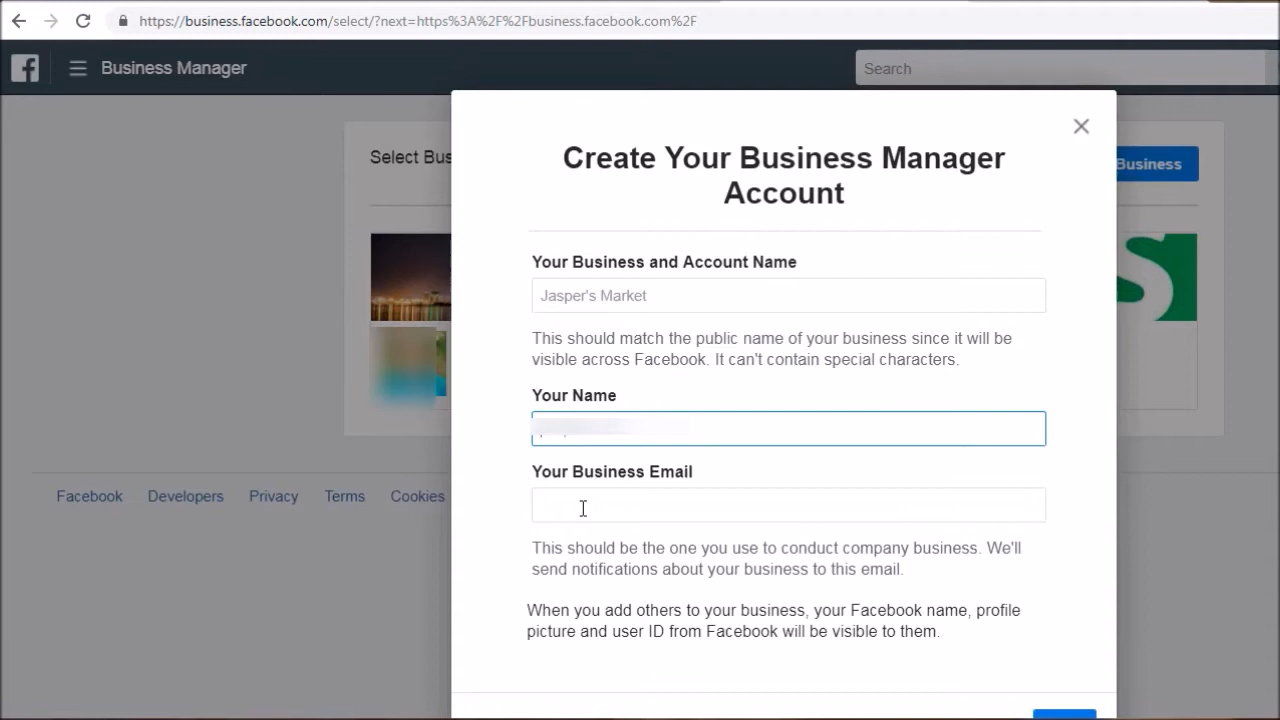 https://business.facebook.com/select/?next=https%3A%2F%2Fbusiness.facebook.com%2F
Business Manager
Search
Select Bus
Business
Create Your Business Manager
Account
Your Business and Account Name
Jasper's Market
This should match the public name of your business since it will be
visible across Facebook. It can't contain special characters.
Your Name
Your Business Email
This should be the one you use to conduct company business. We'll
send notifications about your business to this email.
When you add others to your business, your Facebook name, profile
picture and user ID from Facebook will be visible to them.
Facebook Developers Privacy Terms Cookies